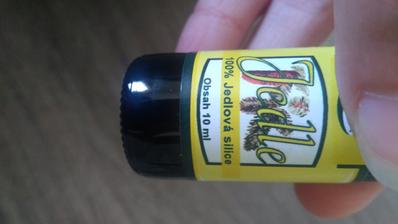 Jedle
100% Jedlová silice
Obsah 10 ml